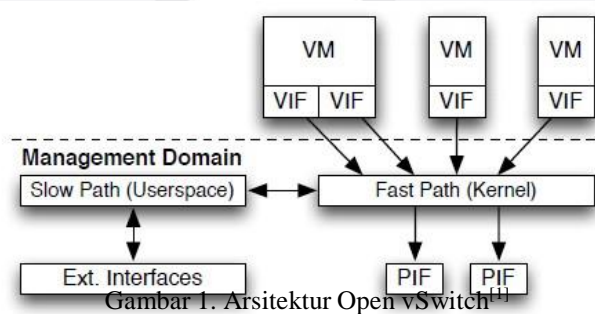 VM VM VM
VIF VIF VIF VIF
Management Domain
Slow Path (Userspace) Fast Path (Kernel)
Ext. Interfaces PIF PIF
Gambar 1. Arsitektur Open vSwitch[1]